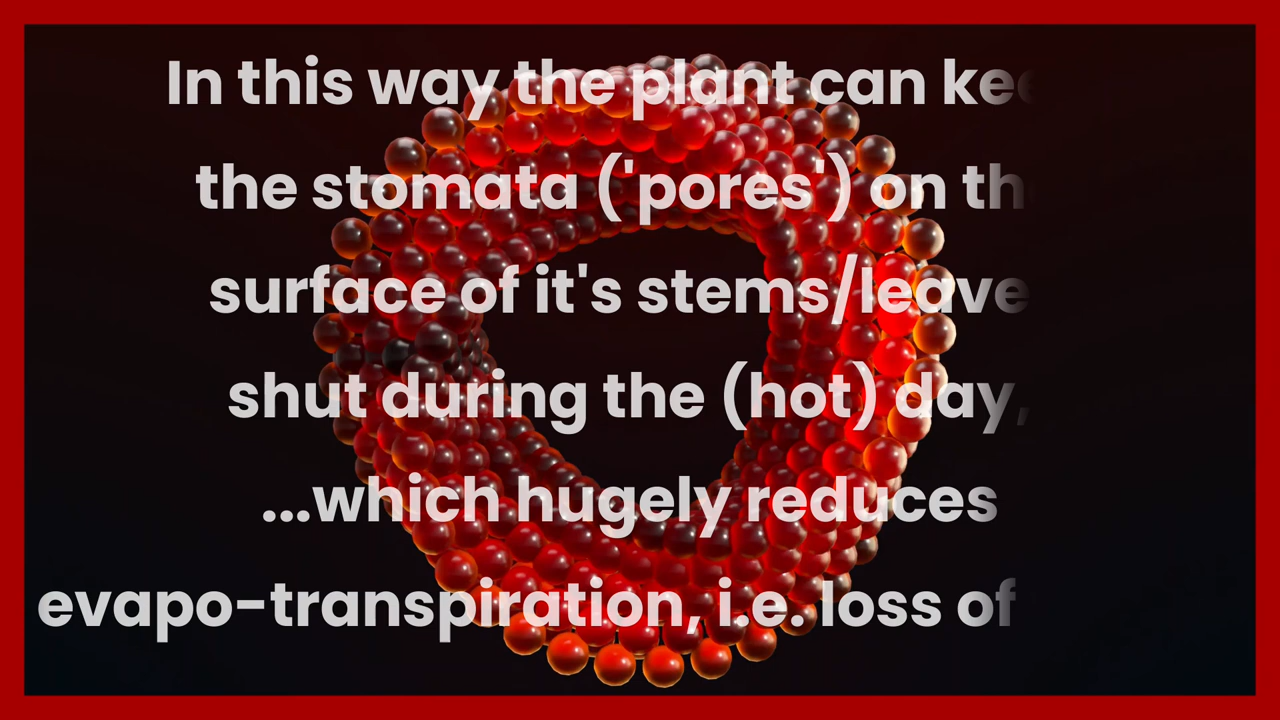 In this way the plant can kee
the stomata ('pores') on the
surface of it's stems/leave
shut during the (hot) day,
...which hugely reduces
evapo-transpiration, i.e. loss of